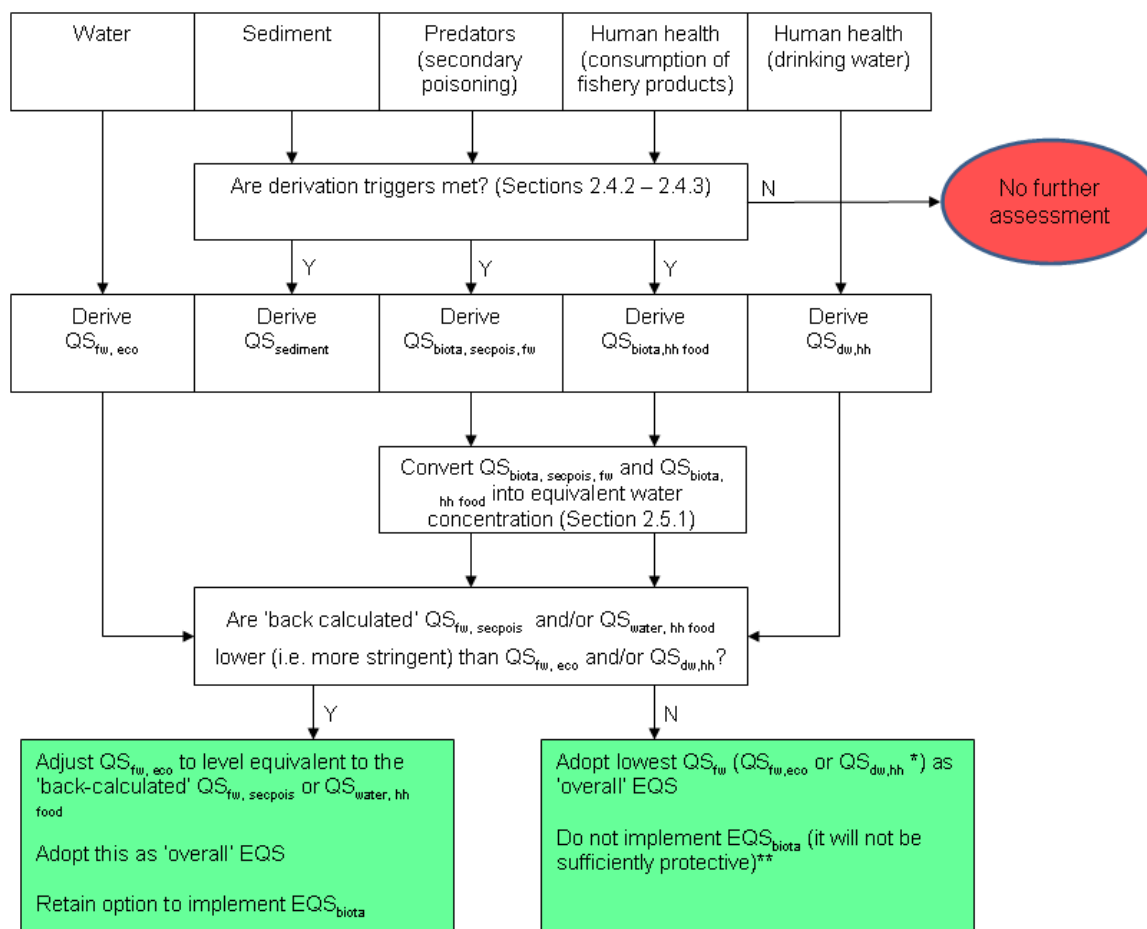 Water
Sediment
Predators
(secondary
poisoning)
Human health
(consumption of
fishery products)
Human health
(drinking water)
Are derivation triggers met? (Sections 2.4.2 – 2.4.3)
N
No further
assessment
Y
Y
Y
Derive
QSfw, eco
Derive
QSsediment
Derive
QSbiota, secpois, fw
Derive
QSbiota,hh food
Derive
QSdw,hh
Convert QSbiota, secpois, fw and QSbiota,
hh food into equivalent water
concentration (Section 2.5.1)
Are 'back calculated' QSfw, secpois and/or QSwater, hh food
lower (i.e. more stringent) than QSfw, eco and/or QSdw,hh?
Y
N
Adjust QSfw, eco to level equivalent to the
'back-calculated' QSfw, secpois or QSwater, hh
food
Adopt this as 'overall' EQS
Retain option to implement EQSbiota
Adopt lowest QSfw (QSfw,eco or QSdw,hh *) as
'overall' EQS
Do not implement EQSbiota (it will not be
sufficiently protective)**